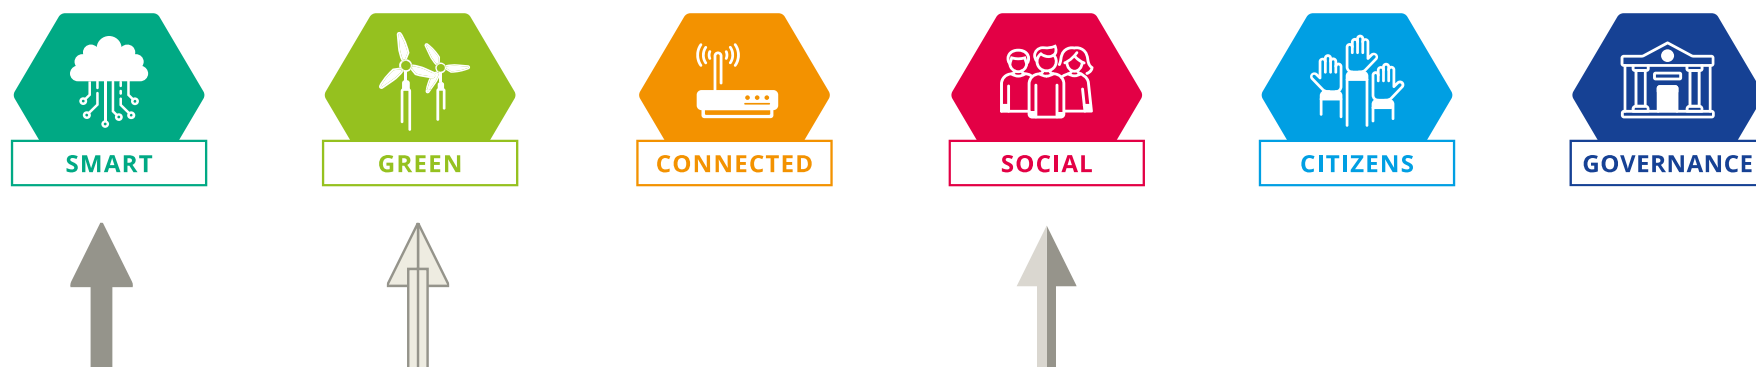 SMART
GREEN
CONNECTED
SOCIAL
CITIZENS
GOVERNANCE